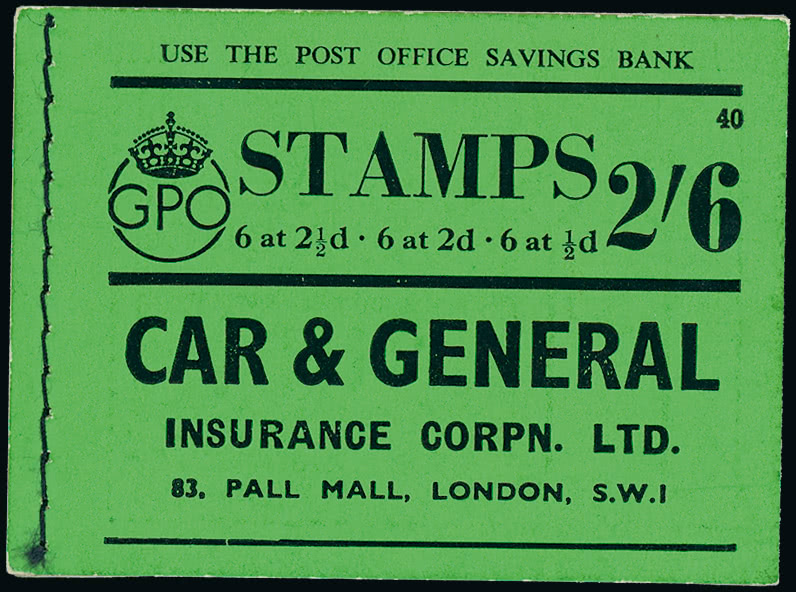 USE THE POST OFFICE SAVINGS BANK
40
GPO
STAMPS 2/6
6 at 2½d · 6 at 2d · 6 at ½d
CAR & GENERAL
INSURANCE CORPN. LTD.
83, PALL MALL, LONDON, S.W.1